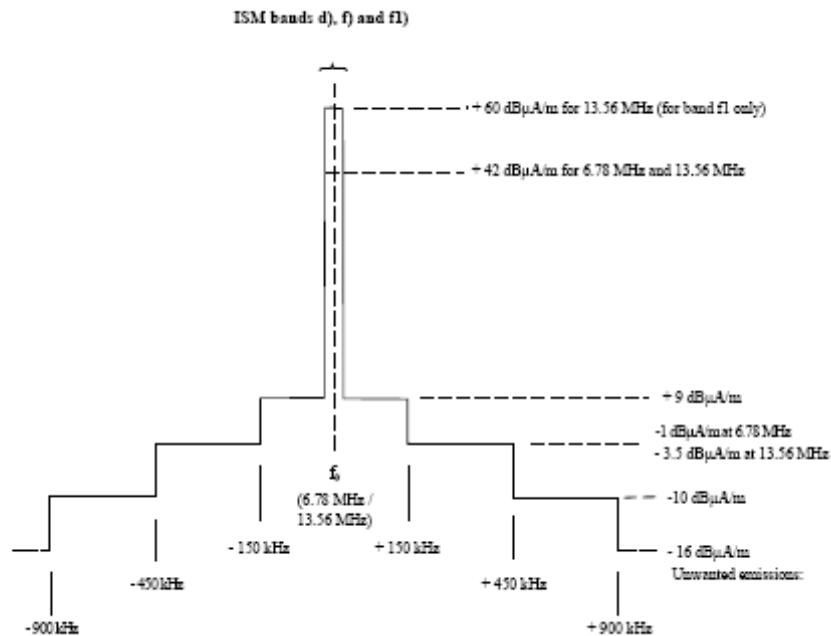 ISM bands d), f) and f1)
+ 60 dBµA/m for 13.56 MHz (for band f1 only)
+ 42 dBµA/m for 6.78 MHz and 13.56 MHz
+ 9 dBµA/m
-1 dBµA/m at 6.78 MHz
- 3.5 dBµA/m at 13.56 MHz
f₀
(6.78 MHz /
13.56 MHz)
-10 dBµA/m
- 150 kHz
+ 150 kHz
- 16 dBµA/m
Unwanted emissions:
- 450 kHz
+ 450 kHz
-900 kHz
+ 900 kHz